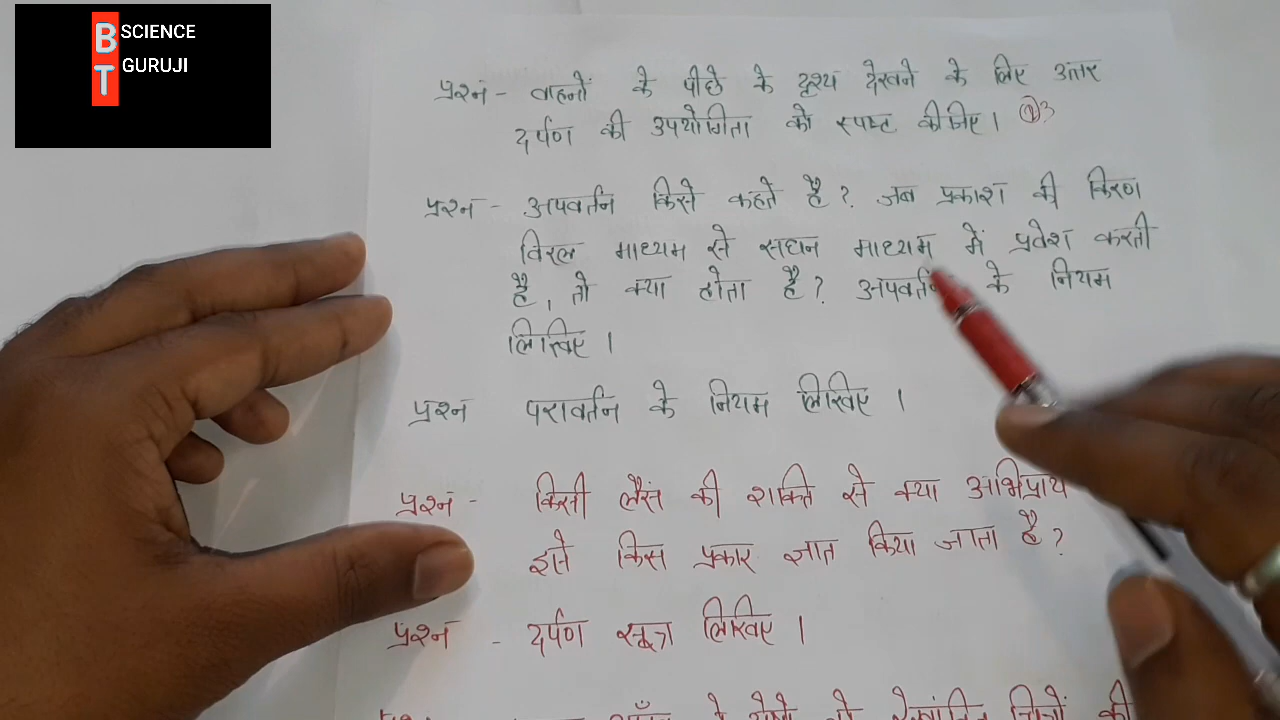 B SCIENCE
T GURUJI
प्रश्न - वाहनों के पीछे के दृश्य देखने के लिए उत्तर
दर्पण की उपयोगिता को स्पष्ट कीजिए। 3
प्रश्न - अपवर्तन किसे कहते है? जब प्रकाश की किरण
विरल माध्यम से सघन माध्यम में प्रवेश करती
है, तो क्या होता है? अपवर्तन के नियम
लिखिए।
प्रश्न परावर्तन के नियम लिखिए।
प्रश्न - किसी लेंस की शक्ति से क्या अभिप्राय
इसे किस प्रकार ज्ञात किया जाता है?
प्रश्न - दर्पण सूत्र लिखिए।